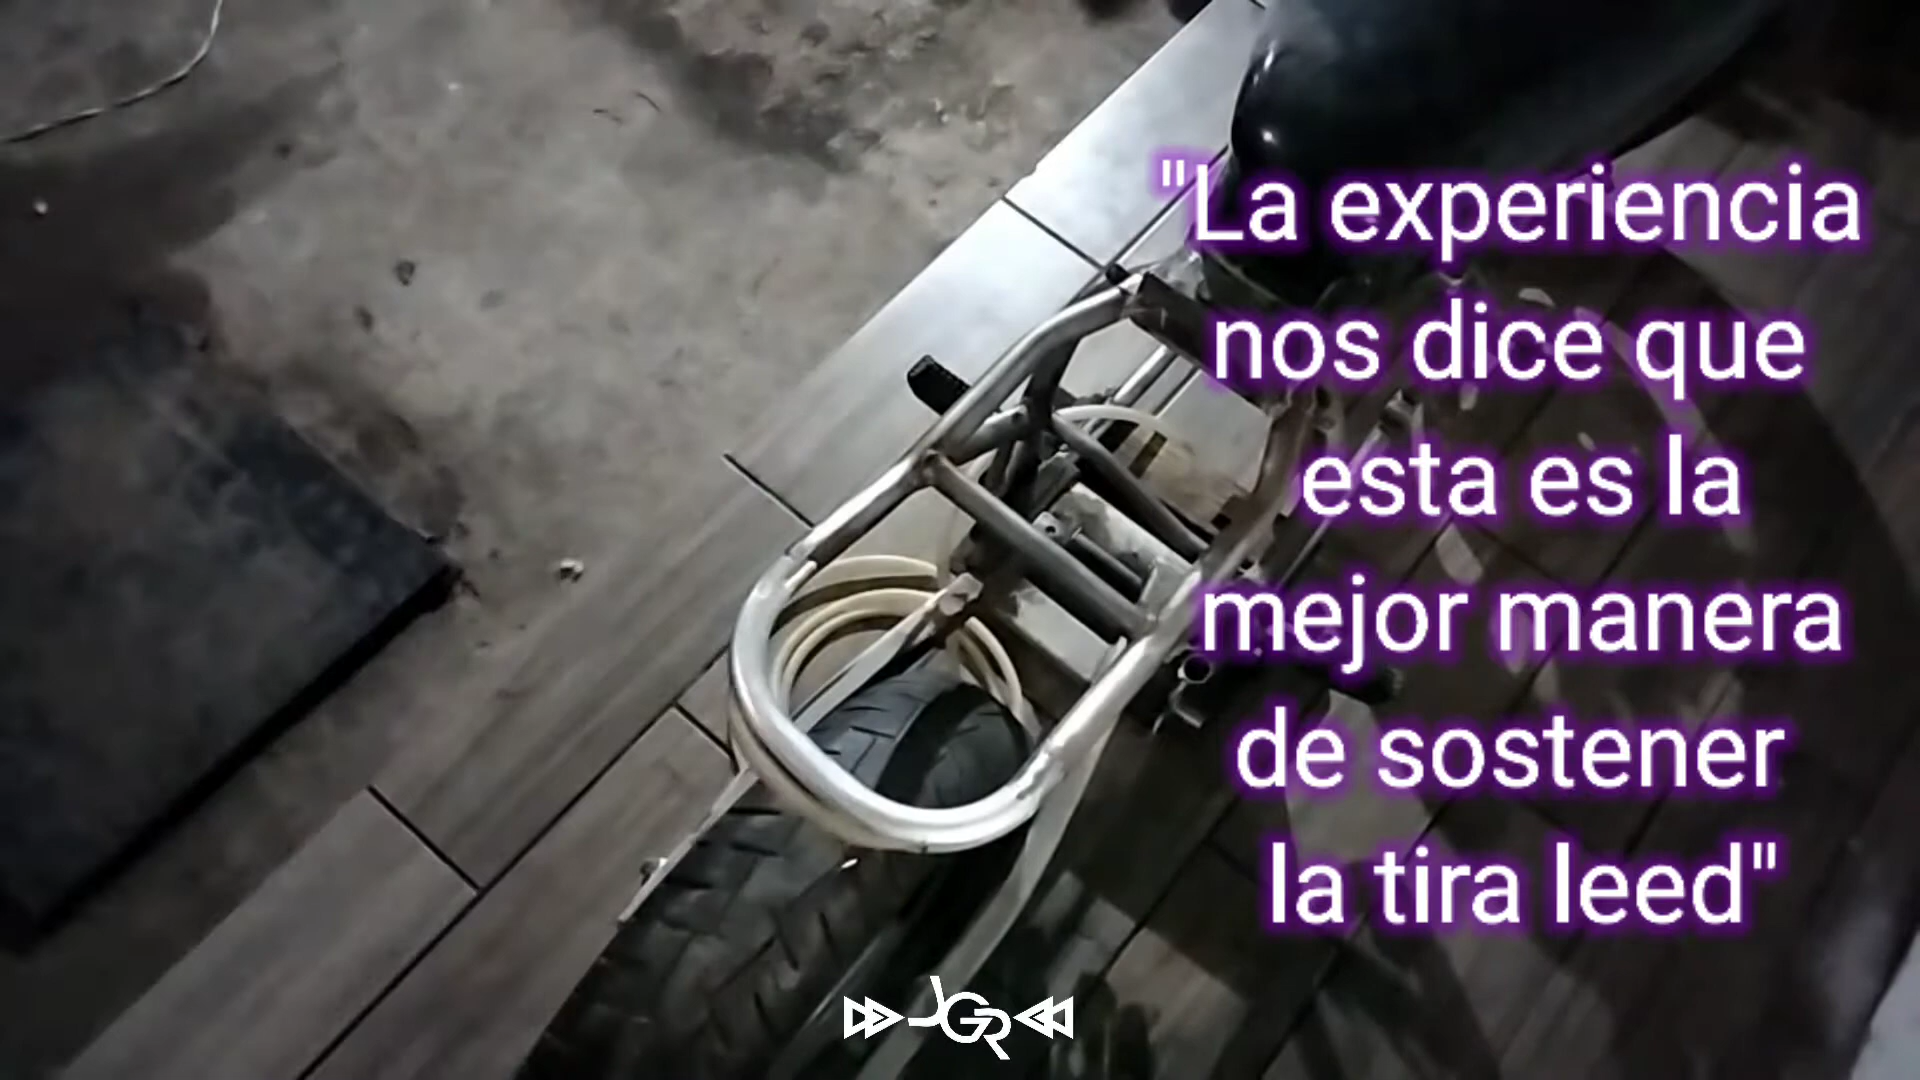 "La experiencia
nos dice que
esta es la
mejor manera
de sostener
la tira leed"
JGR